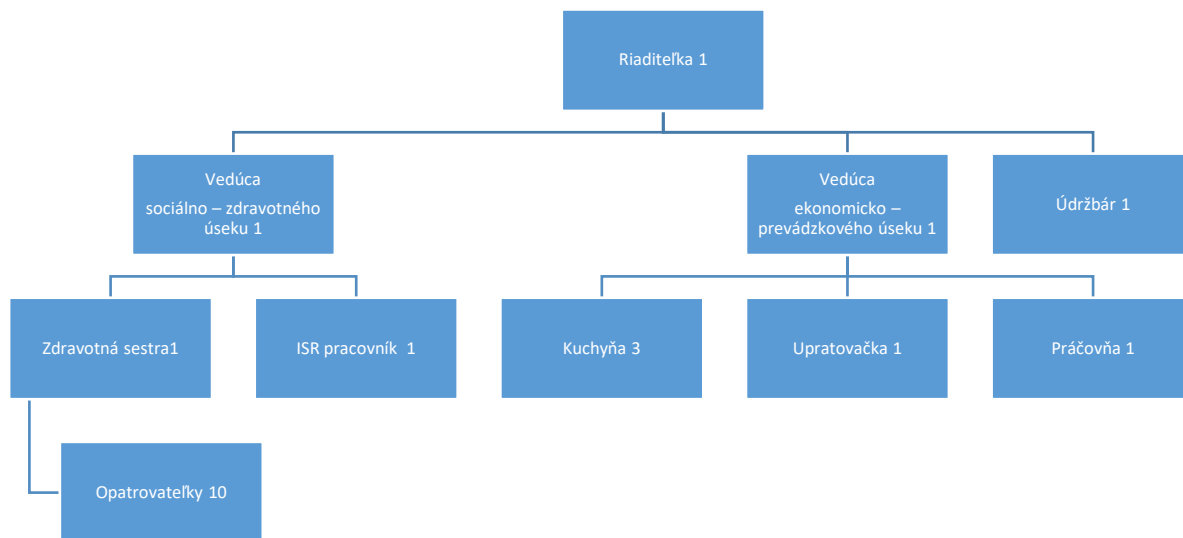 Riaditeľka 1
Vedúca
sociálno – zdravotného
úseku 1
Vedúca
ekonomicko –
prevádzkového úseku 1
Údržbár 1
Zdravotná sestra1
ISR pracovník  1
Kuchyňa 3
Upratovačka 1
Práčovňa 1
Opatrovateľky 10